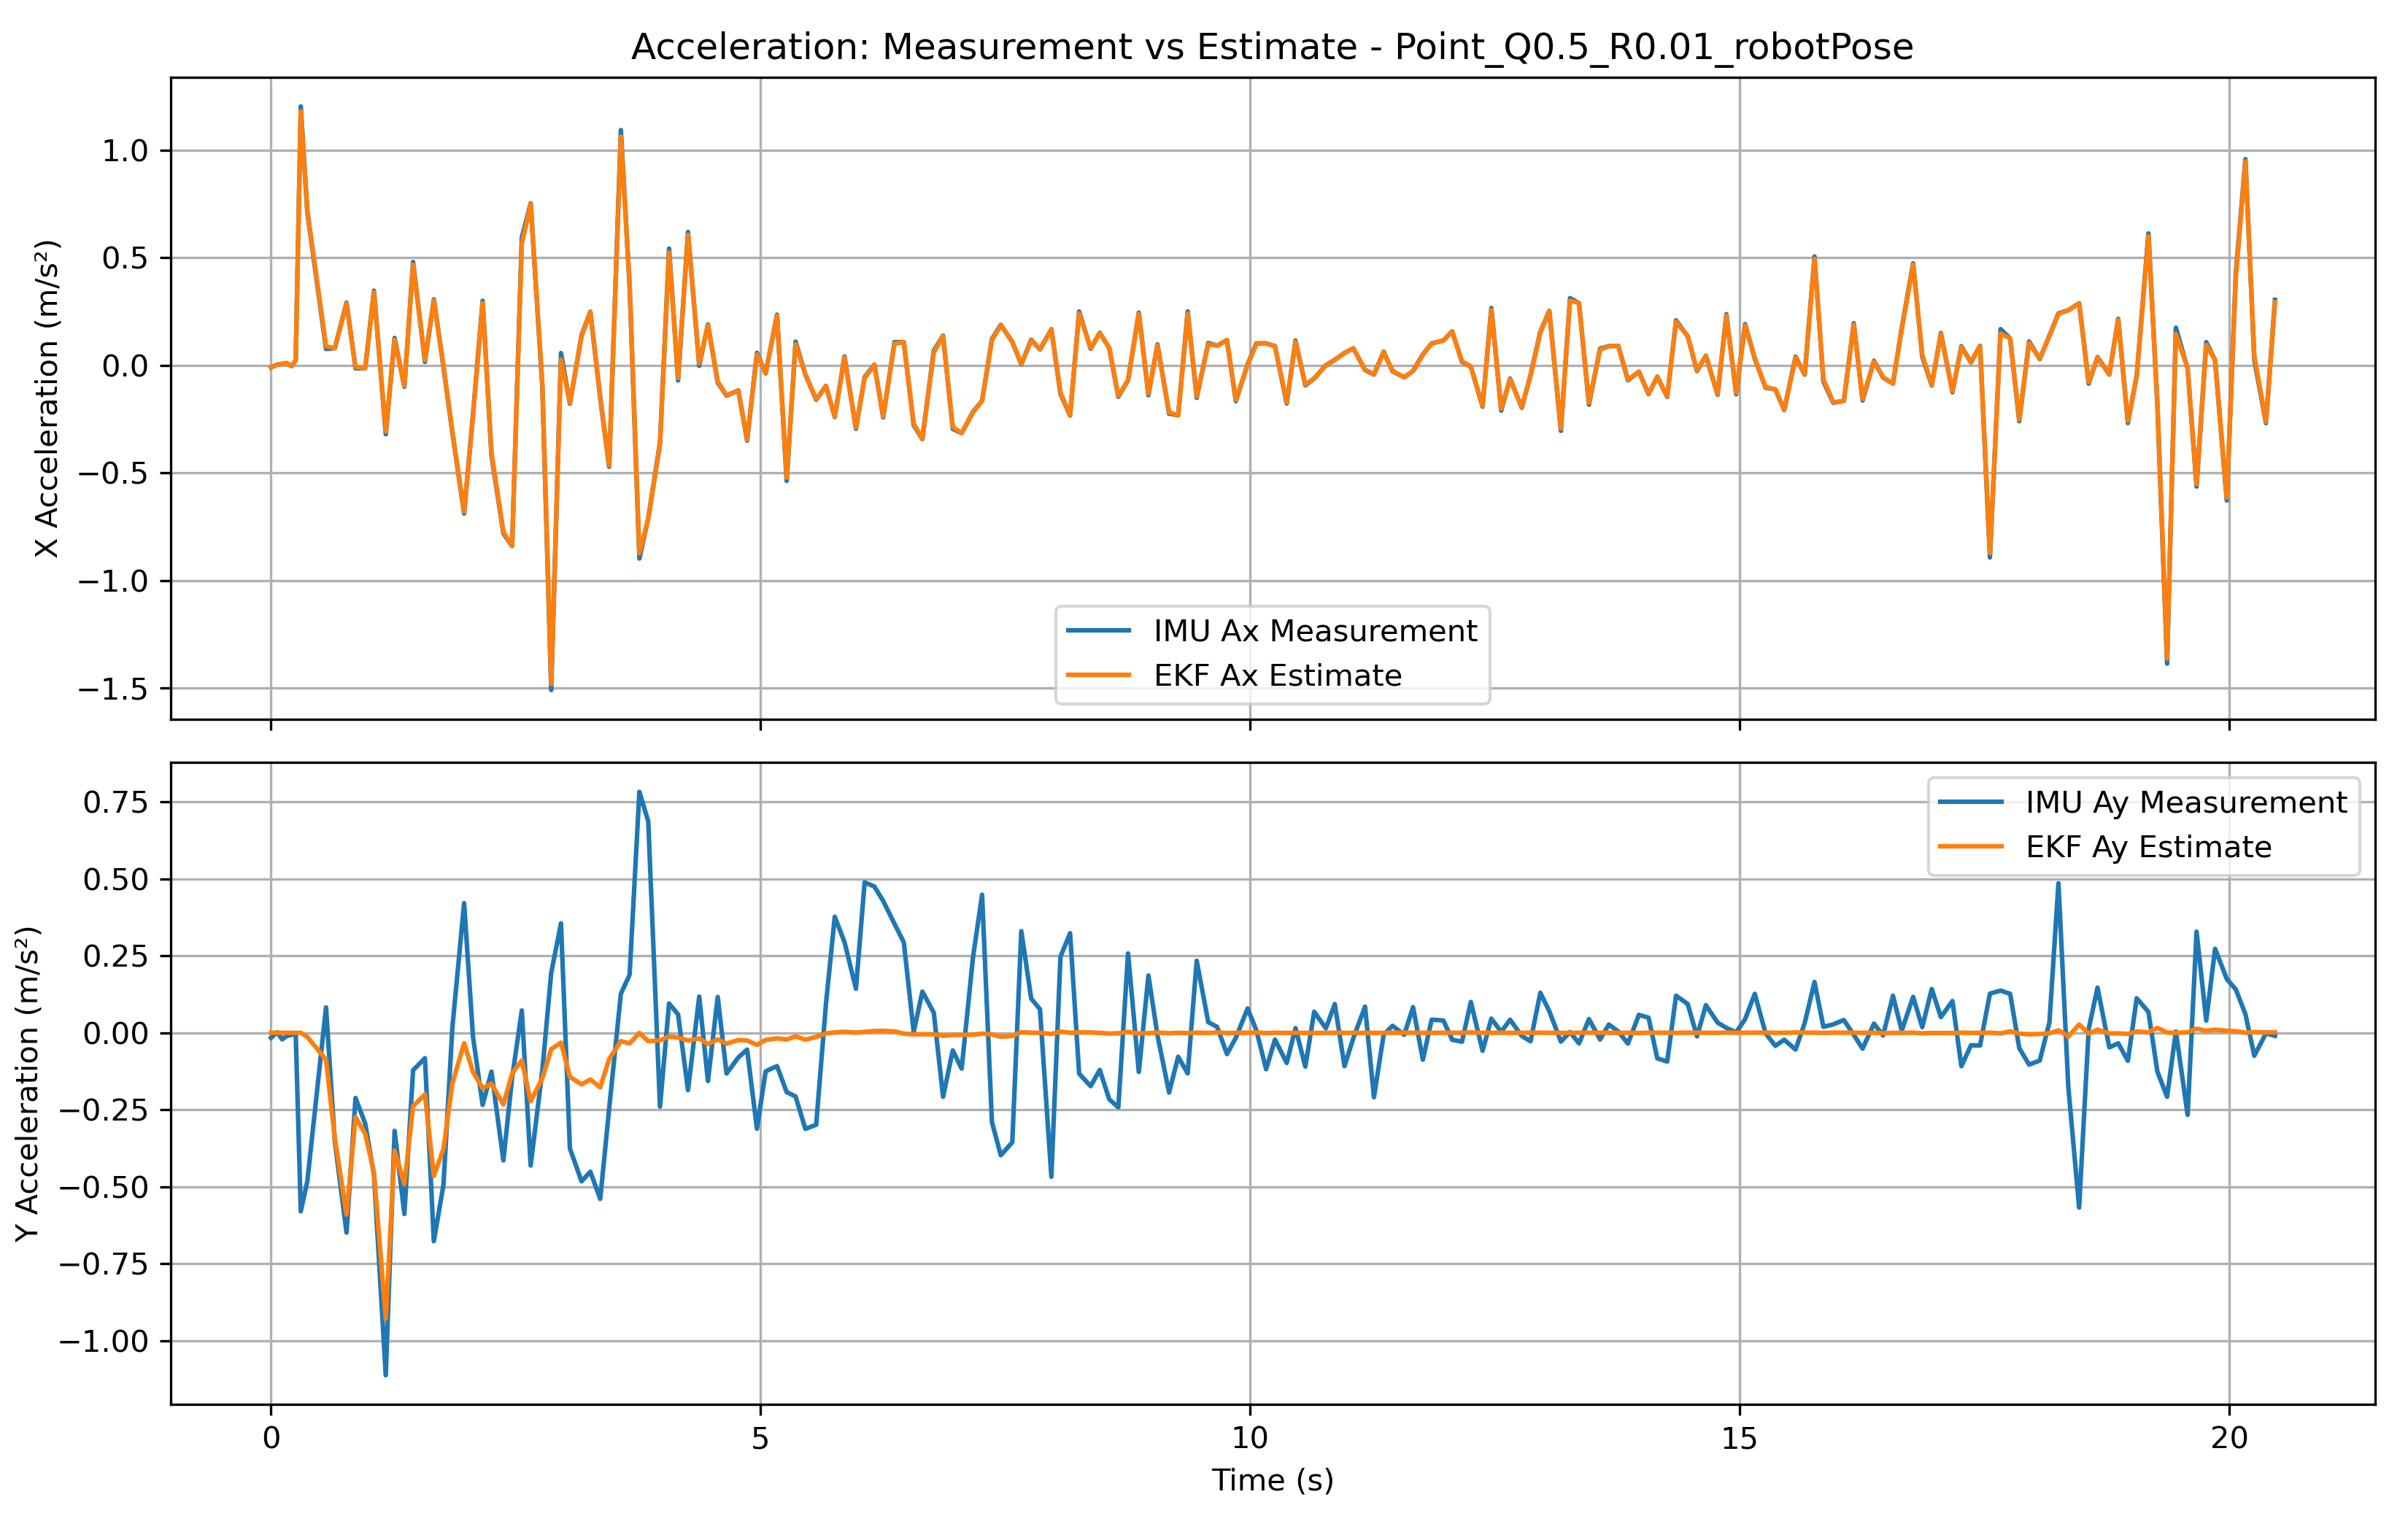 Acceleration: Measurement vs Estimate - Point_Q0.5_R0.01_robotPose
X Acceleration (m/s²)
1.0
0.5
0.0
−0.5
−1.0
−1.5
IMU Ax Measurement
EKF Ax Estimate
Y Acceleration (m/s²)
0.75
0.50
0.25
0.00
−0.25
−0.50
−0.75
−1.00
IMU Ay Measurement
EKF Ay Estimate
0 5 10 15 20
Time (s)